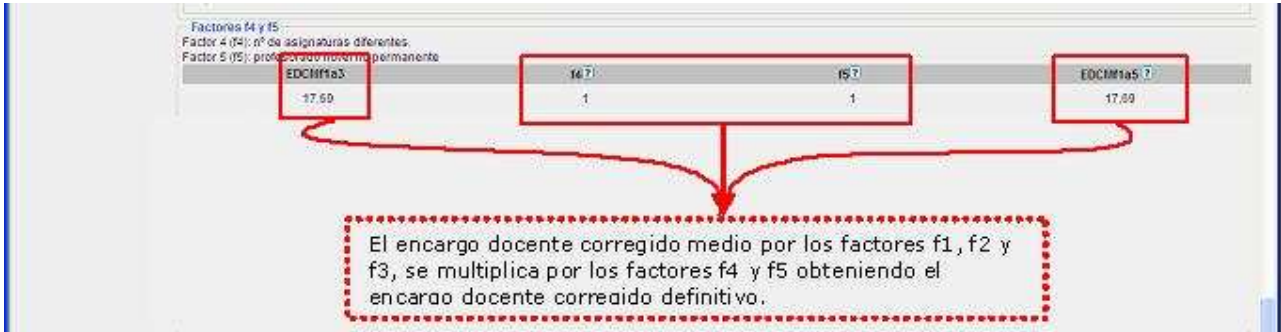 Factores f4 y f5
Factor 4 (f4): nº de asignaturas diferentes.
Factor 5 (f5): profesorado novel no permanente
EDCMf1a3 f4 ? f5 ? EDCMf1a5 ?
17,69 1 1 17,69
El encargo docente corregido medio por los factores f1, f2 y
f3, se multiplica por los factores f4 y f5 obteniendo el
encargo docente corregido definitivo.